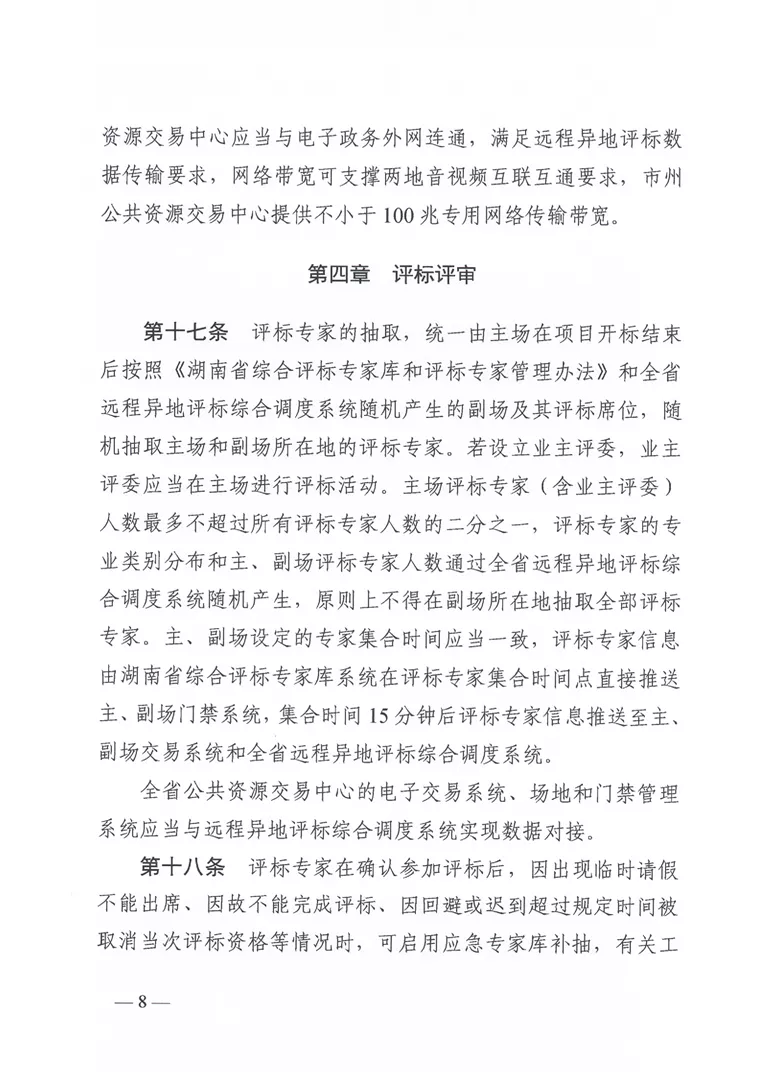 资源交易中心应当与电子政务外网连通，满足远程异地评标数
据传输要求，网络带宽可支撑两地音视频互联互通要求，市州
公共资源交易中心提供不小于100兆专用网络传输带宽。
第四章　评标评审
第十七条　评标专家的抽取，统一由主场在项目开标结束
后按照《湖南省综合评标专家库和评标专家管理办法》和全省
远程异地评标综合调度系统随机产生的副场及其评标席位，随
机抽取主场和副场所在地的评标专家。若设立业主评委，业主
评委应当在主场进行评标活动。主场评标专家（含业主评委）
人数最多不超过所有评标专家人数的二分之一，评标专家的专
业类别分布和主、副场评标专家人数通过全省远程异地评标综
合调度系统随机产生，原则上不得在副场所在地抽取全部评标
专家。主、副场设定的专家集合时间应当一致，评标专家信息
由湖南省综合评标专家库系统在评标专家集合时间点直接推送
主、副场门禁系统，集合时间15分钟后评标专家信息推送至主、
副场交易系统和全省远程异地评标综合调度系统。
全省公共资源交易中心的电子交易系统、场地和门禁管理
系统应当与远程异地评标综合调度系统实现数据对接。
第十八条　评标专家在确认参加评标后，因出现临时请假
不能出席、因故不能完成评标、因回避或迟到超过规定时间被
取消当次评标资格等情况时，可启用应急专家库补抽，有关工
— 8 —